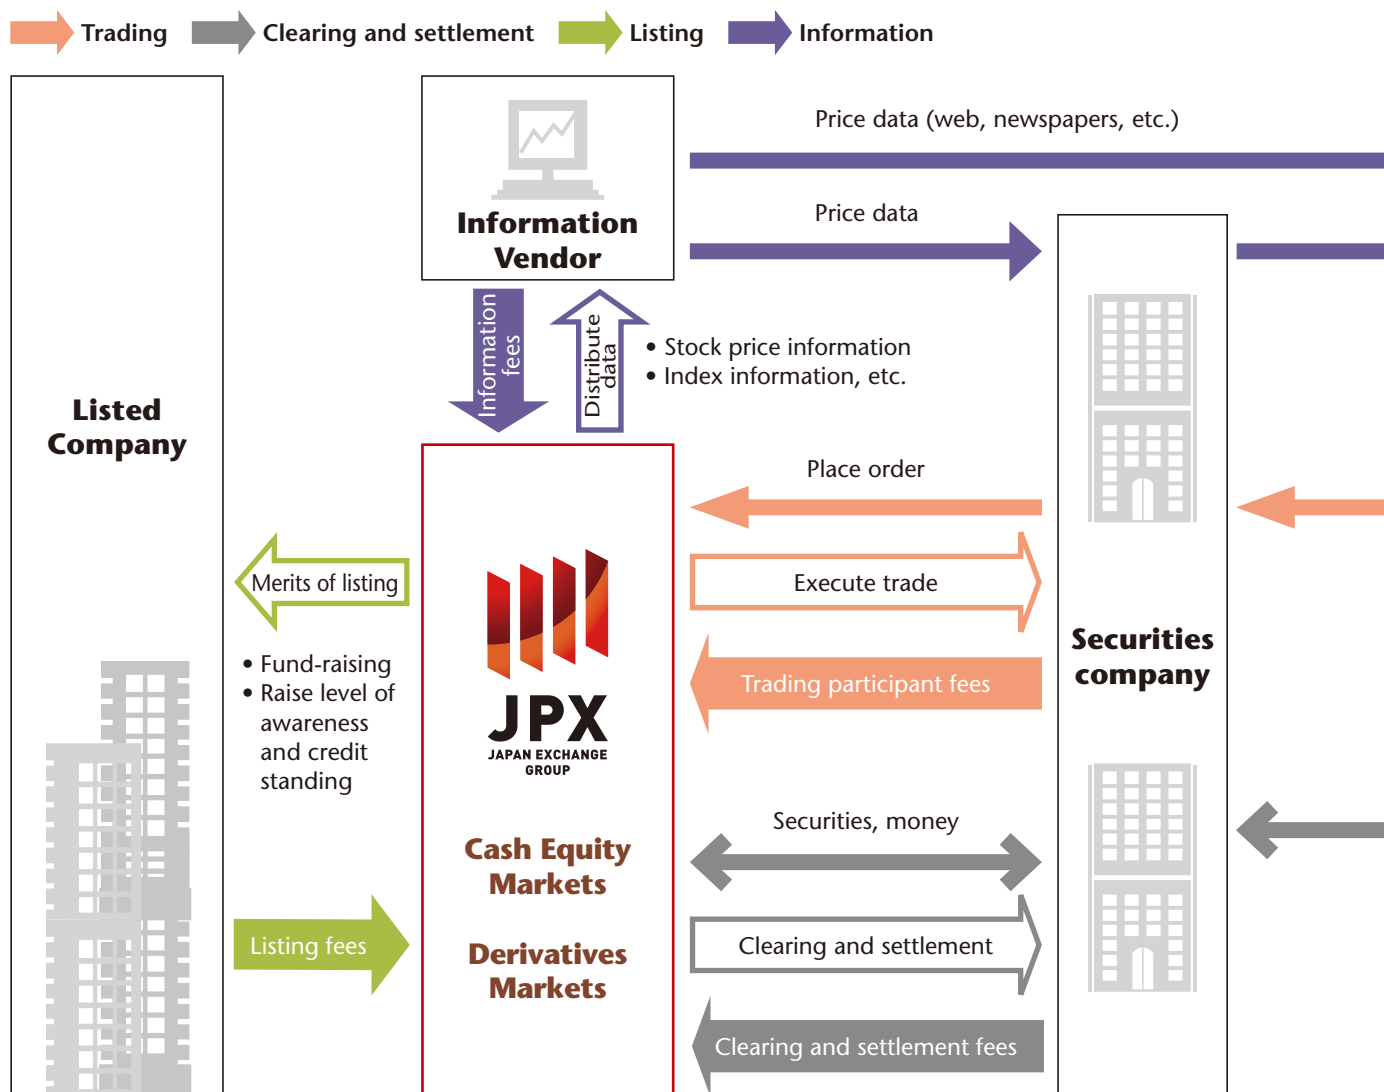 Trading
Clearing and settlement
Listing
Information
Price data (web, newspapers, etc.)
Information
Vendor
Price data
Information
fees
Distribute
data
• Stock price information
• Index information, etc.
Listed
Company
Place order
Merits of listing
Execute trade
• Fund-raising
• Raise level of
awareness
and credit
standing
Trading participant fees
Securities
company
JPX
JAPAN EXCHANGE
GROUP
Securities, money
Cash Equity
Markets
Listing fees
Clearing and settlement
Derivatives
Markets
Clearing and settlement fees